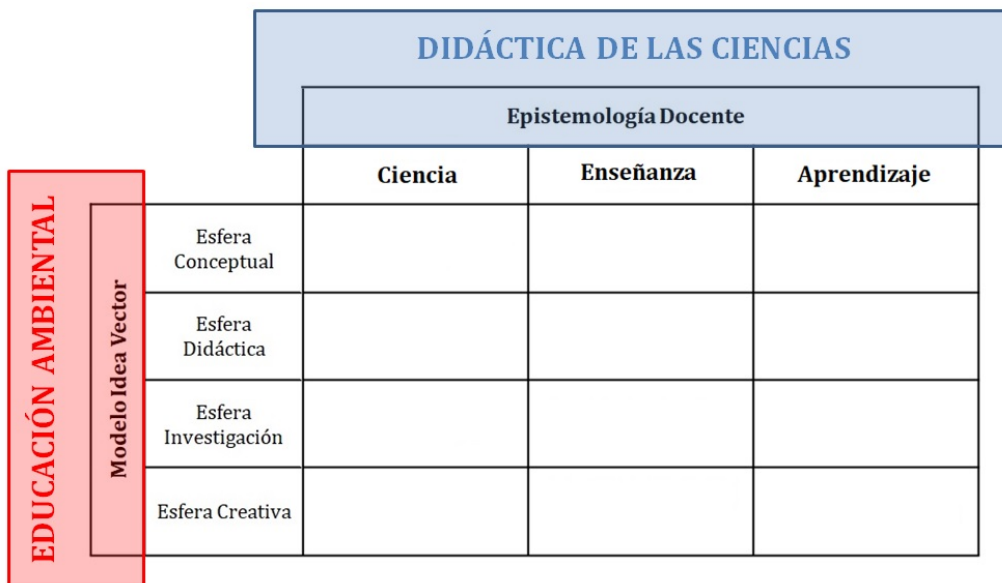 DIDÁCTICA DE LAS CIENCIAS
Epistemología Docente
Ciencia
Enseñanza
Aprendizaje
EDUCACIÓN AMBIENTAL
Modelo Idea Vector
Esfera
Conceptual
Esfera
Didáctica
Esfera
Investigación
Esfera Creativa